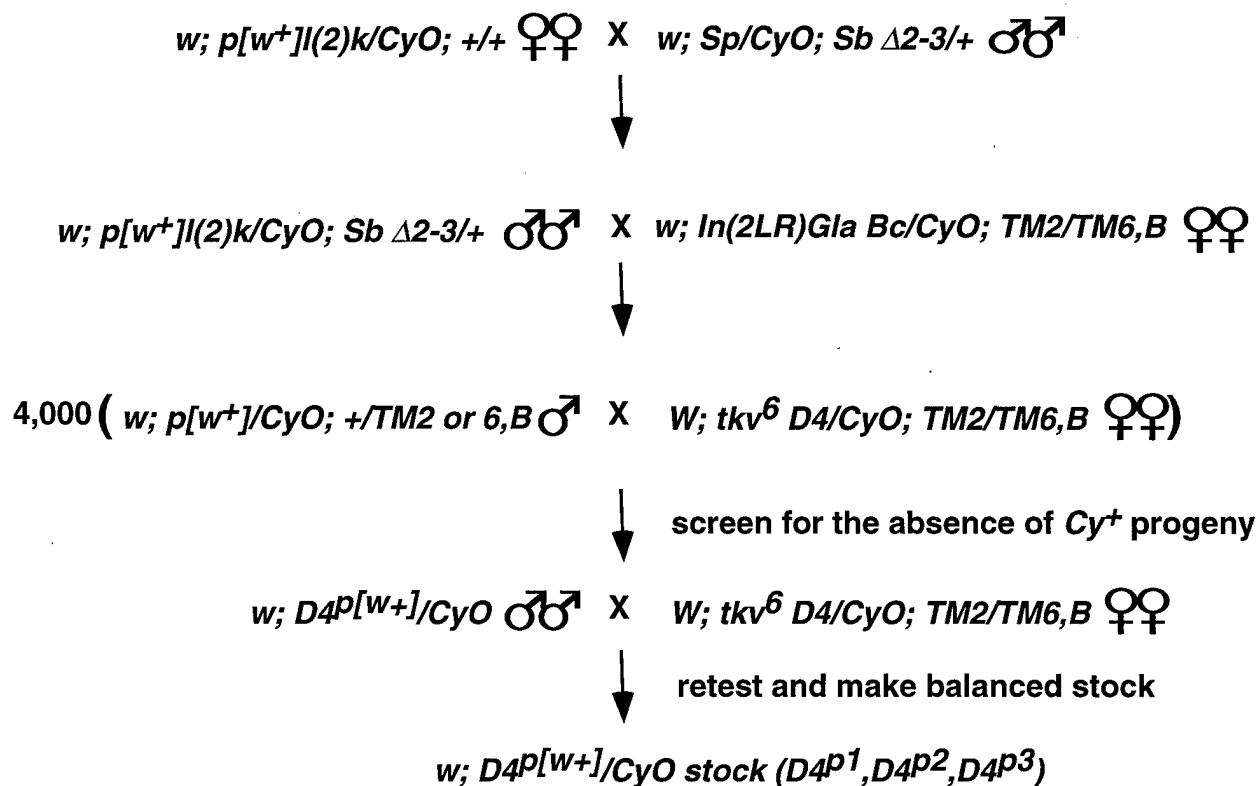 w; p[w+]l(2)k/CyO; +/+ ♀♀ X w; Sp/CyO; Sb Δ2-3/+ ♂♂
w; p[w+]l(2)k/CyO; Sb Δ2-3/+ ♂♂ X w; In(2LR)Gla Bc/CyO; TM2/TM6,B ♀♀
4,000 ( w; p[w+]/CyO; +/TM2 or 6,B ♂ X W; tkv6 D4/CyO; TM2/TM6,B ♀♀)
screen for the absence of Cy+ progeny
w; D4p[w+]/CyO ♂♂ X W; tkv6 D4/CyO; TM2/TM6,B ♀♀
retest and make balanced stock
w; D4p[w+]/CyO stock (D4p1,D4p2,D4p3)